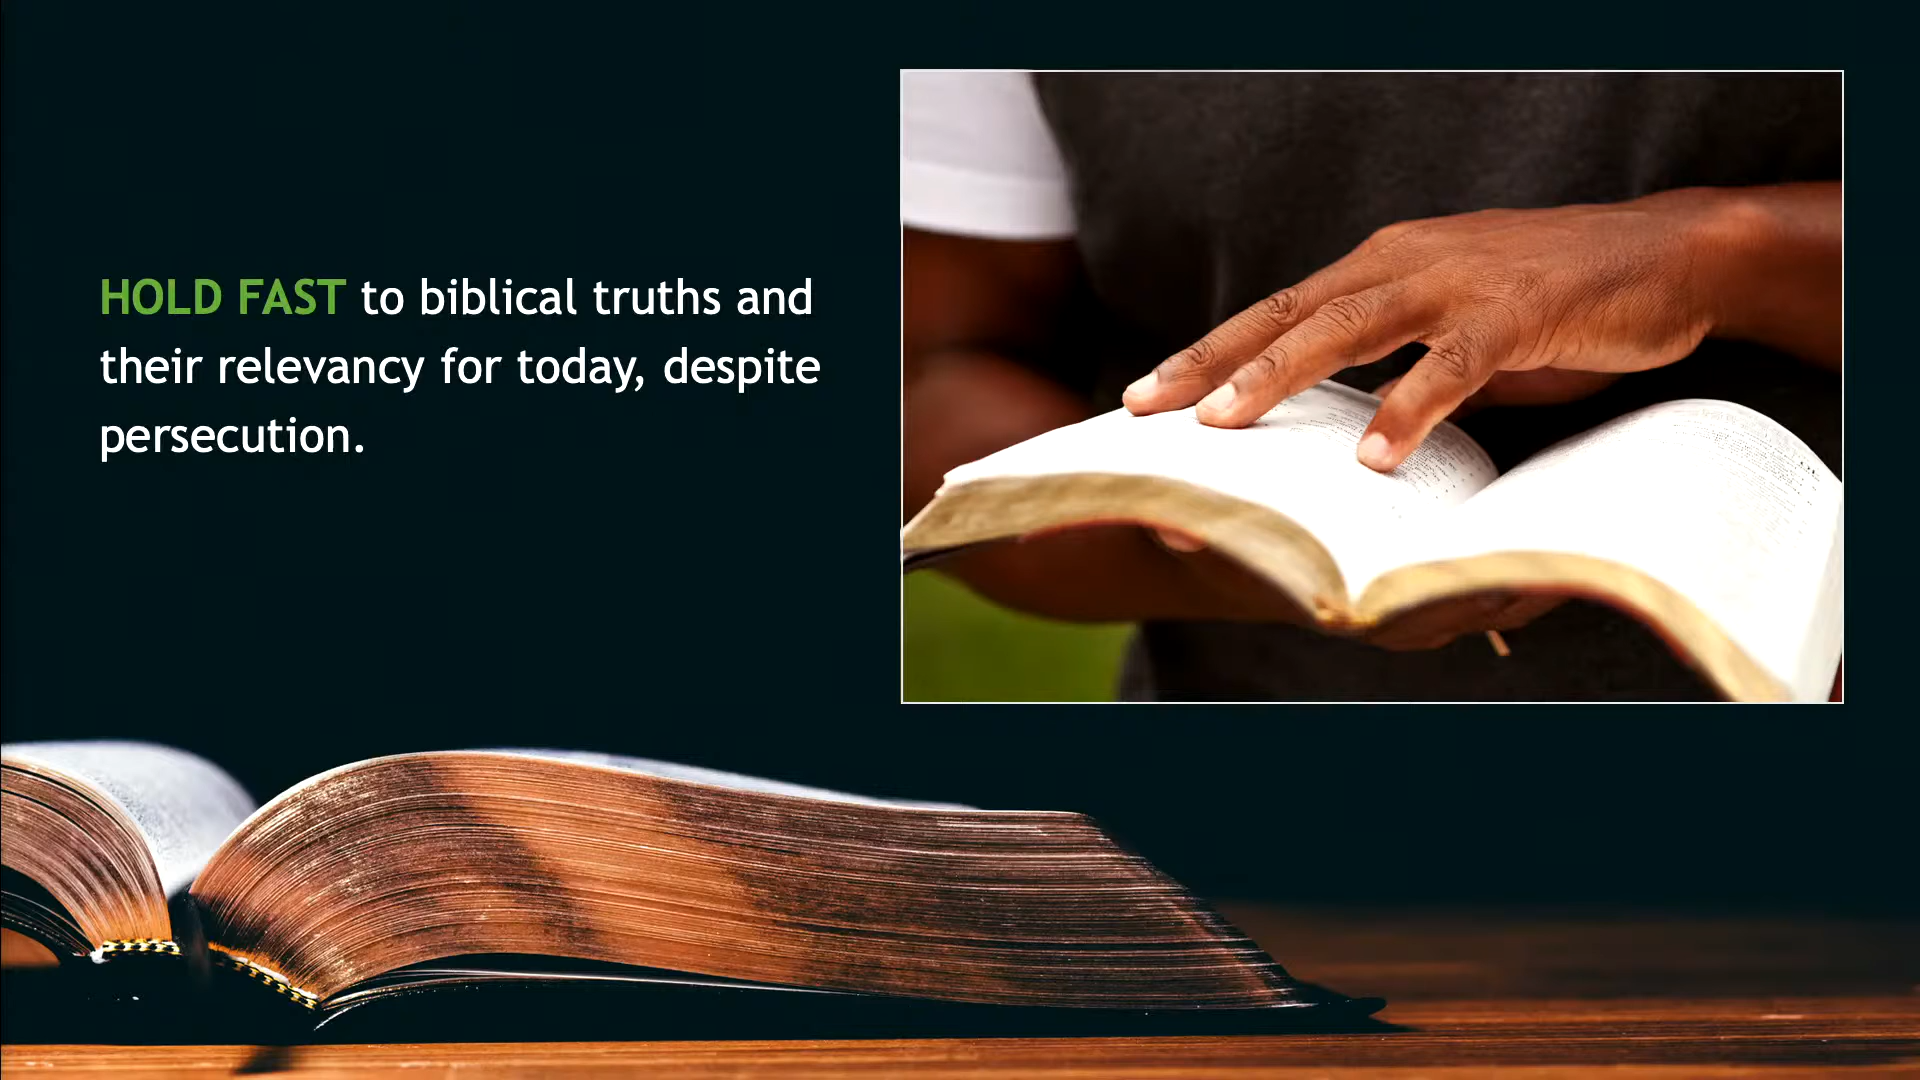 HOLD FAST to biblical truths and
their relevancy for today, despite
persecution.